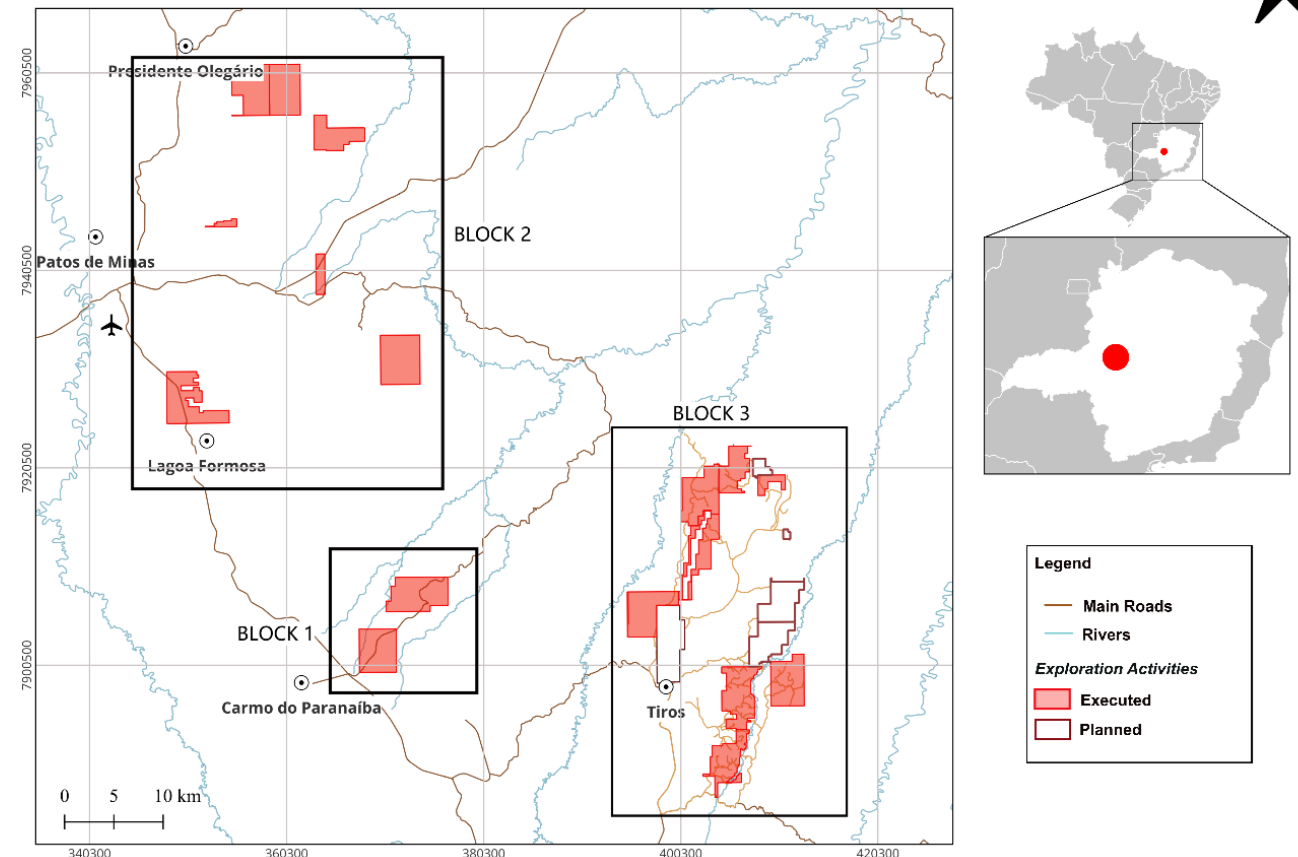 Presidente Olegário
7960500
BLOCK 2
Patos de Minas
7940500
BLOCK 3
Lagoa Formosa
7920500
BLOCK 1
7900500
Carmo do Paranaíba
Tiros
0 5 10 km
340300 360300 380300 400300 420300
Legend
Main Roads
Rivers
Exploration Activities
Executed
Planned